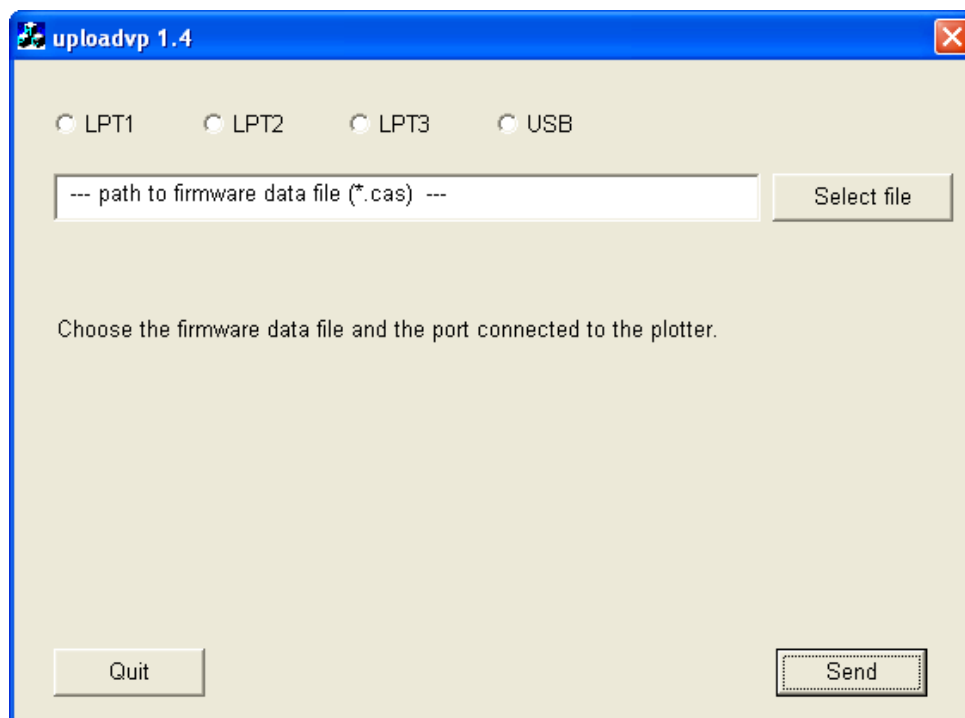 uploadvp 1.4
LPT1 LPT2 LPT3 USB
--- path to firmware data file (*.cas) --- Select file
Choose the firmware data file and the port connected to the plotter.
Quit Send